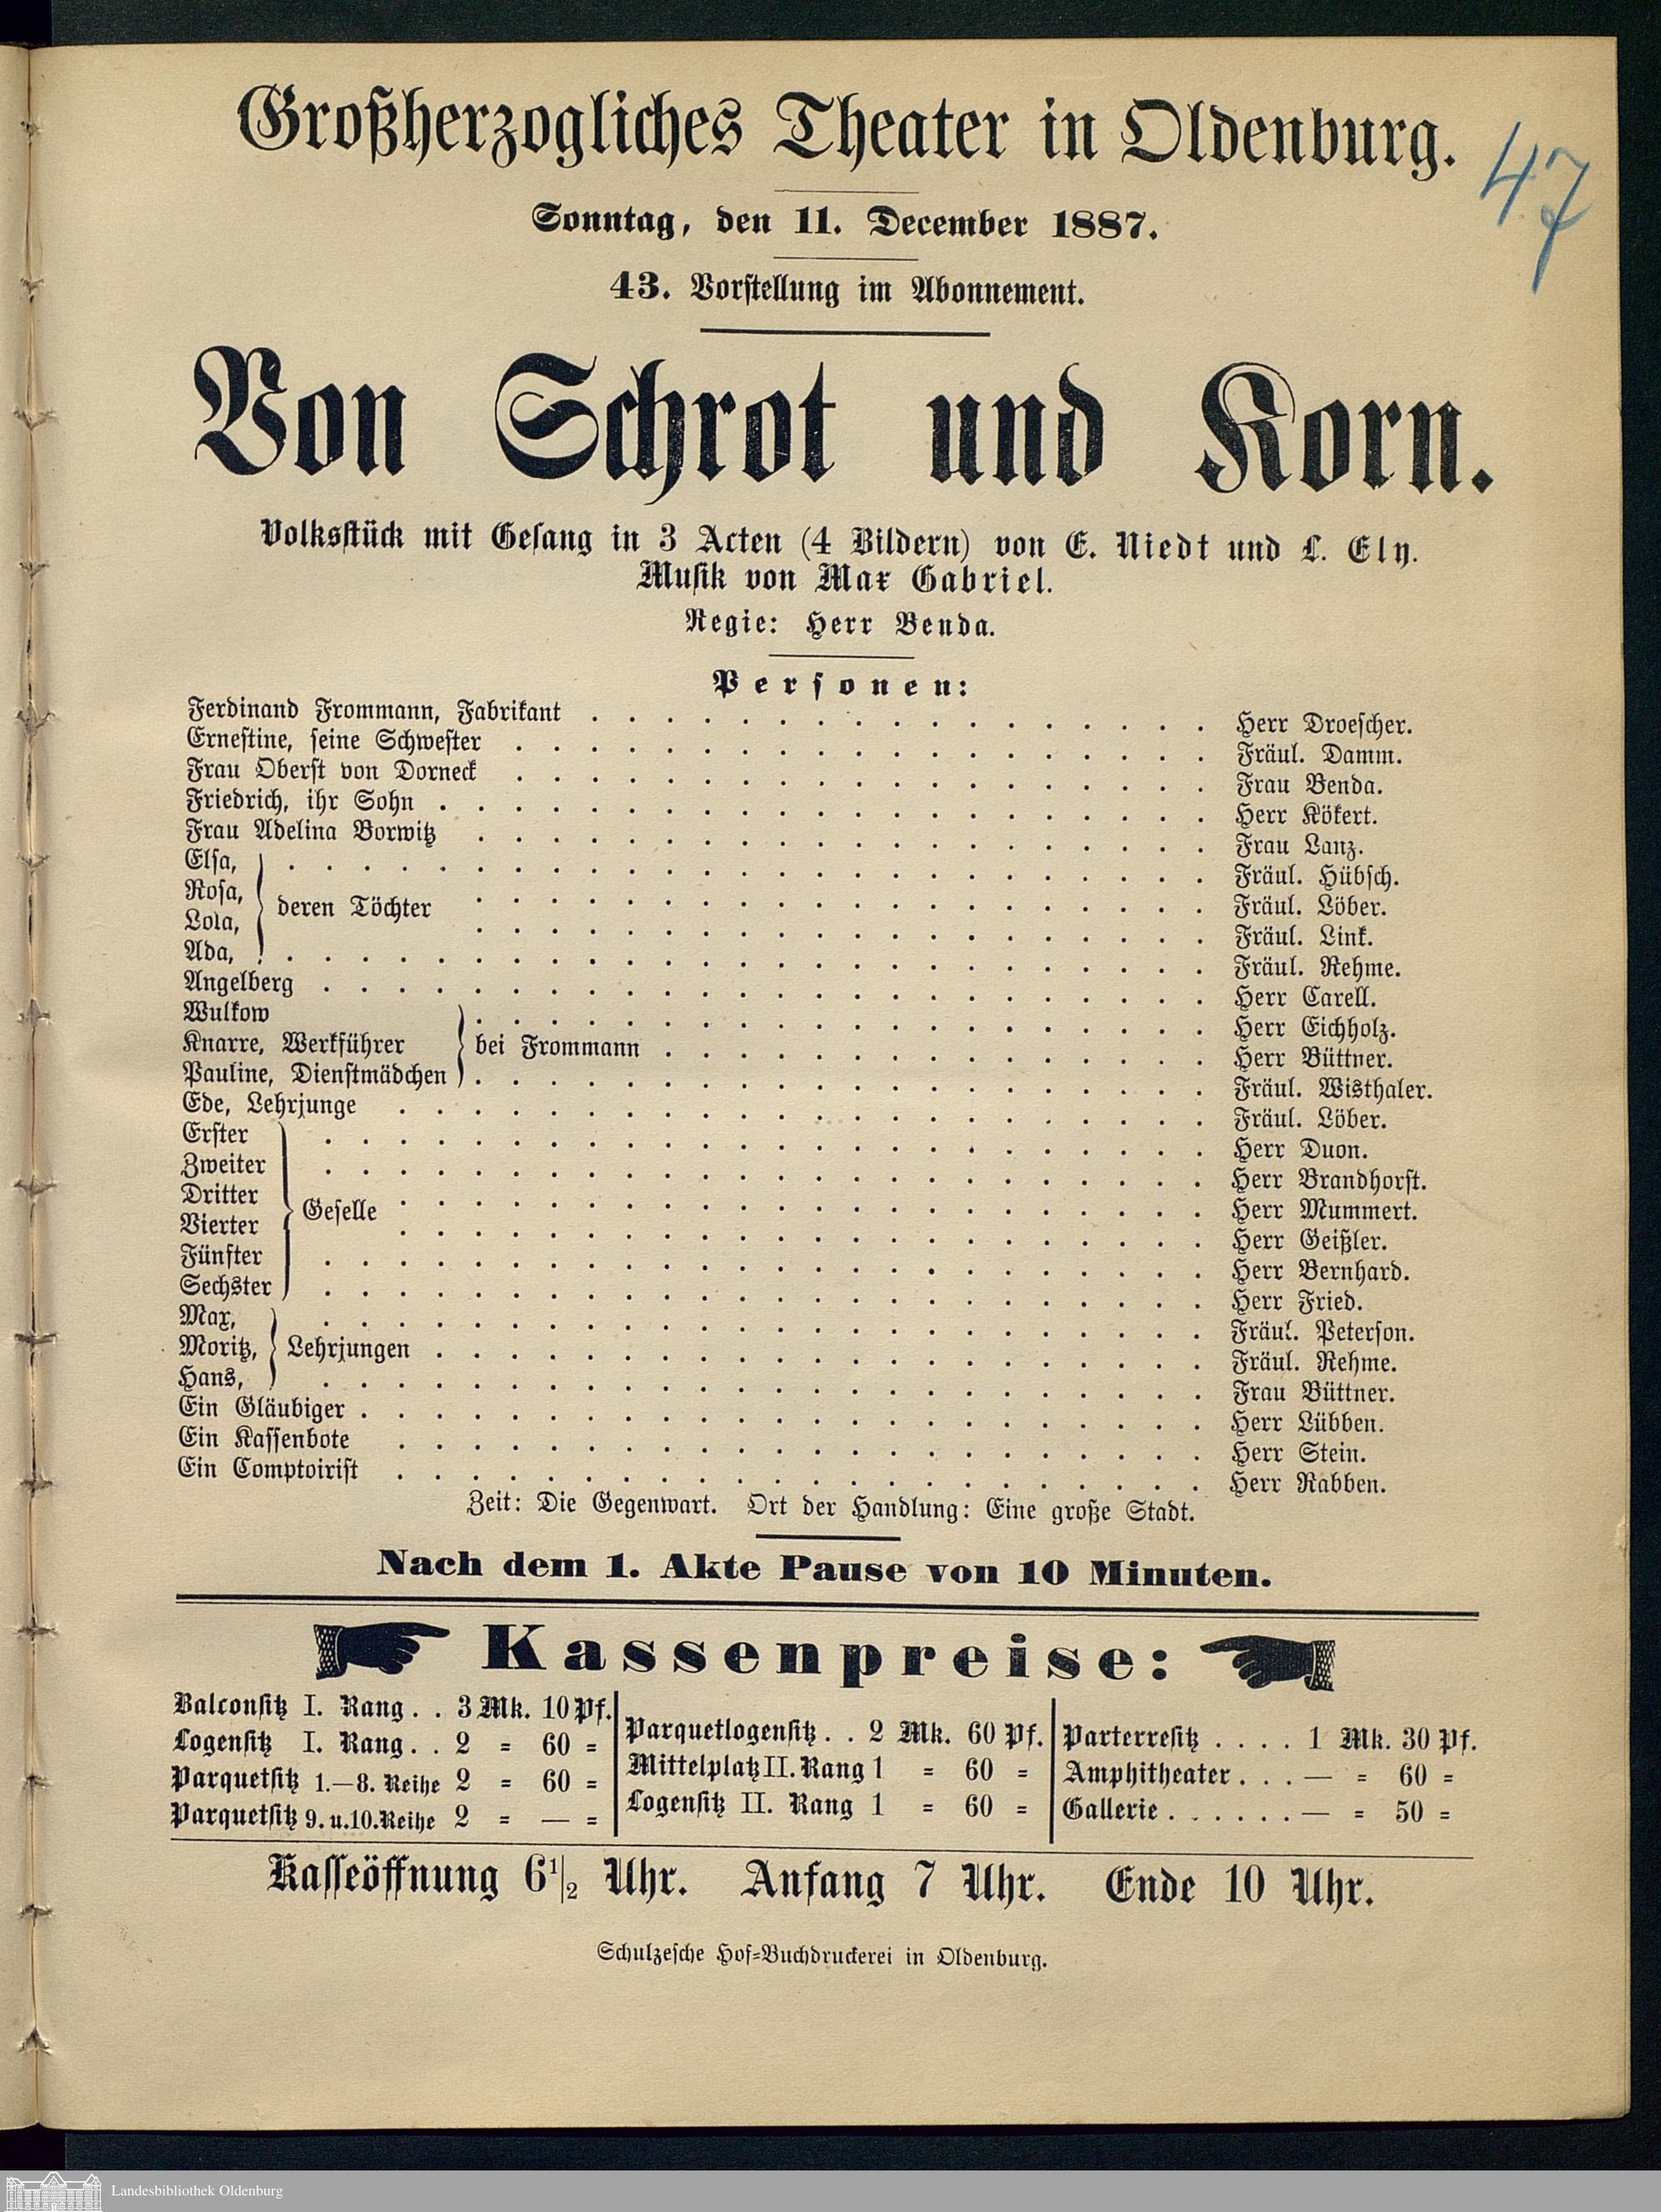 Großherzogliches Theater in Oldenburg.
47
Sonntag, den 11. December 1887.
43. Vorstellung im Abonnement.
Von Schrot und Korn.
Volksstück mit Gesang in 3 Acten (4 Bildern) von E. Niedt und L. Ely.
Musik von Max Gabriel.
Regie: Herr Benda.
Personen:
Ferdinand Frommann, Fabrikant . . . . . Herr Droescher.
Ernestine, seine Schwester . . . . . Fräul. Damm.
Frau Oberst von Dorneck . . . . . Frau Benda.
Friedrich, ihr Sohn . . . . . Herr Kökert.
Frau Adelina Borwitz . . . . . Frau Lanz.
Elsa, . . . . . Fräul. Hübsch.
Rosa, . . . . . Fräul. Löber.
deren Töchter
Lola, . . . . . Fräul. Link.
Ada, . . . . . Fräul. Rehme.
Angelberg . . . . . Herr Carell.
Wulkow . . . . . Herr Eichholz.
Knarre, Werkführer } bei Frommann . . . . . Herr Büttner.
Pauline, Dienstmädchen . . . . . Fräul. Wisthaler.
Ede, Lehrjunge . . . . . Fräul. Löber.
Erster . . . . . Herr Duon.
Zweiter . . . . . Herr Brandhorst.
Dritter . . . . . Herr Mummert.
Geselle
Vierter . . . . . Herr Geißler.
Fünfter . . . . . Herr Bernhard.
Sechster . . . . . Herr Fried.
Max, . . . . . Fräul. Peterson.
Moritz, } Lehrjungen . . . . . Fräul. Rehme.
Hans, . . . . . Frau Büttner.
Ein Gläubiger . . . . . Herr Lübben.
Ein Kassenbote . . . . . Herr Stein.
Ein Comptoirist . . . . . Herr Rabben.
Zeit: Die Gegenwart. Ort der Handlung: Eine große Stadt.
Nach dem 1. Akte Pause von 10 Minuten.
Kassenpreise:
Balconsitz I. Rang . . 3 Mk. 10 Pf.
Logensitz I. Rang . . 2 = 60 =
Parquetsitz 1.—8. Reihe 2 = 60 =
Parquetsitz 9. u. 10. Reihe 2 = — =
Parquetlogensitz . . 2 Mk. 60 Pf.
Mittelplatz II. Rang 1 = 60 =
Logensitz II. Rang 1 = 60 =
Parterresitz . . . . 1 Mk. 30 Pf.
Amphitheater . . . — = 60 =
Gallerie . . . . . . — = 50 =
Kasseöffnung 6 1/2 Uhr. Anfang 7 Uhr. Ende 10 Uhr.
Schulzesche Hof=Buchdruckerei in Oldenburg.
Landesbibliothek Oldenburg